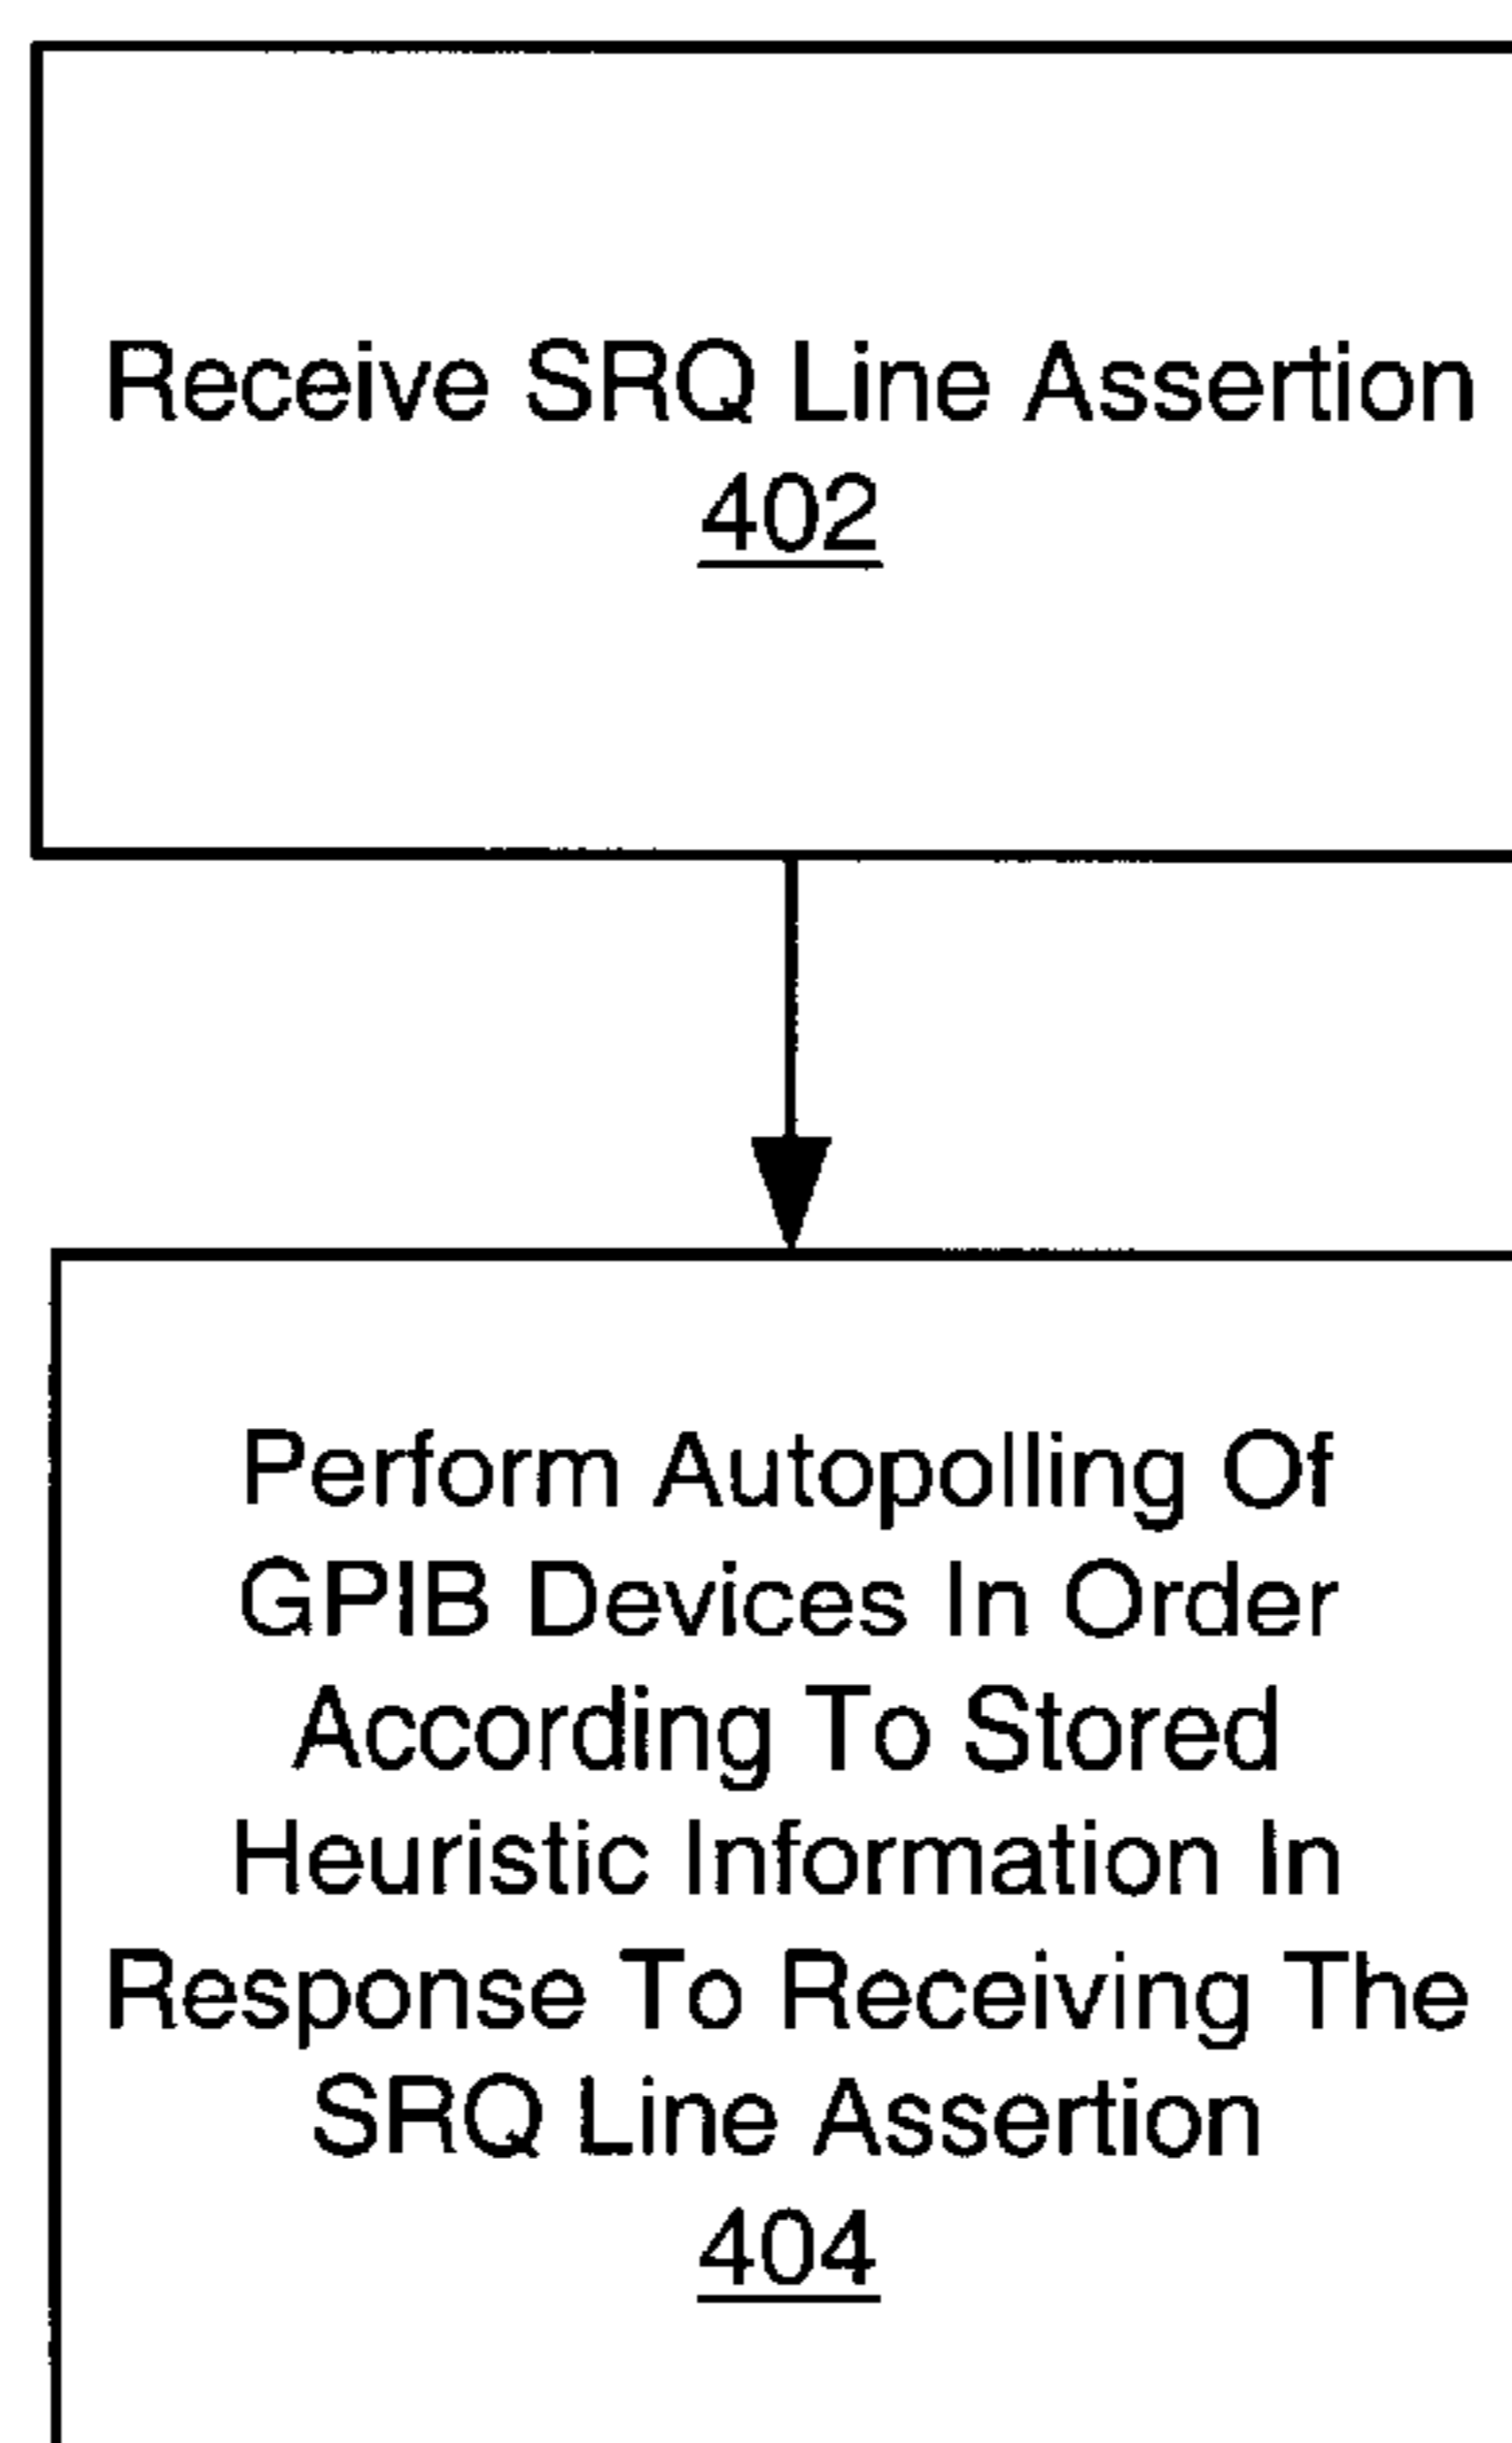 Receive SRQ Line Assertion
402
Perform Autopolling Of
GPIB Devices In Order
According To Stored
Heuristic Information In
Response To Receiving The
SRQ Line Assertion
404